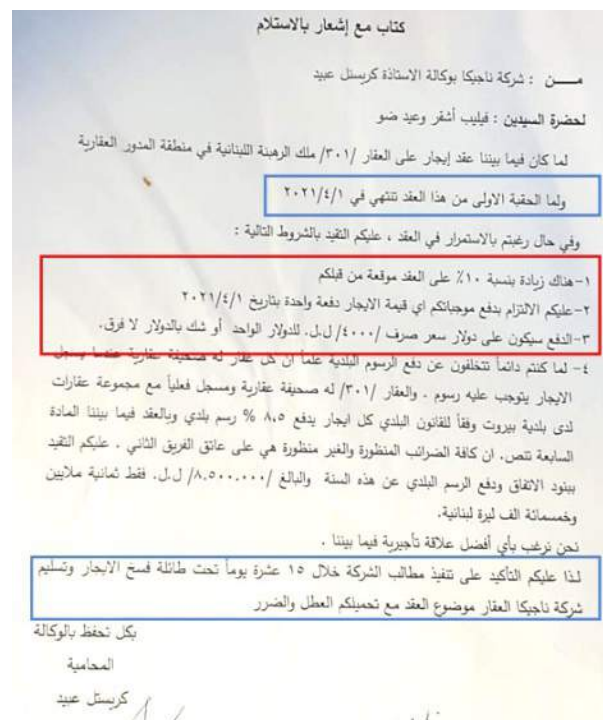 كتاب مع إشعار بالاستلام
مـــن : شركة ناجيكا بوكالة الاستاذة كريستل عبيد
لحضرة السيدين : فيليب أشقر وعيد ضو
لما كان فيما بيننا عقد إيجار على العقار /٣٠١/ ملك الرهبنة اللبنانية في منطقة المدور العقارية
ولما الحقبة الاولى من هذا العقد تنتهي في ٢٠٢١/٤/١
وفي حال رغبتم بالاستمرار في العقد ، عليكم التقيد بالشروط التالية :
١-هناك زيادة بنسبة ١٠٪ على العقد موقعة من قبلكم
٢-عليكم الالتزام بدفع موجباتكم اي قيمة الايجار دفعة واحدة بتاريخ ٢٠٢١/٤/١
٣-الدفع سيكون على دولار سعر صرف /٤٠٠٠/ ل.ل. للدولار الواحد أو شك بالدولار لا فرق.
٤- لما كنتم دائماً تتخلفون عن دفع الرسوم البلدية علماً ان كل عقار له صحيفة عقارية عندما يسجل
الايجار يتوجب عليه رسوم . والعقار /٣٠١/ له صحيفة عقارية ومسجل فعلياً مع مجموعة عقارات
لدى بلدية بيروت وفقاً للقانون البلدي كل ايجار يدفع ٨،٥ % رسم بلدي وبالعقد فيما بيننا المادة
السابعة تنص. ان كافة الضرائب المنظورة والغير منظورة هي على عاتق الفريق الثاني . عليكم التقيد
ببنود الاتفاق ودفع الرسم البلدي عن هذه السنة والبالغ /٨،٥٠٠،٠٠٠/ ل.ل. فقط ثمانية ملايين
وخمسمائة الف ليرة لبنانية.
نحن نرغب بأي أفضل علاقة تأجيرية فيما بيننا .
لذا عليكم التأكيد على تنفيذ مطالب الشركة خلال ١٥ عشرة يوماً تحت طائلة فسخ الايجار وتسليم
شركة ناجيكا العقار موضوع العقد مع تحميلكم العطل والضرر
بكل تحفظ بالوكالة
المحامية
كريستل عبيد